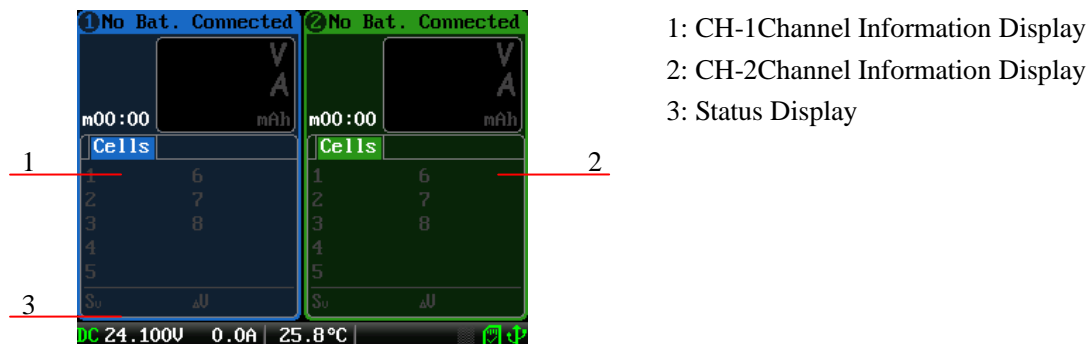 1 No Bat. Connected
V
A
m00:00 mAh
Cells
1 6
2 7
3 8
4
5
Sv ΔV
2 No Bat. Connected
V
A
m00:00 mAh
Cells
1 6
2 7
3 8
4
5
Sv ΔV
DC 24.100V 0.0A 25.8°C
1
2
3
1: CH-1Channel Information Display
2: CH-2Channel Information Display
3: Status Display